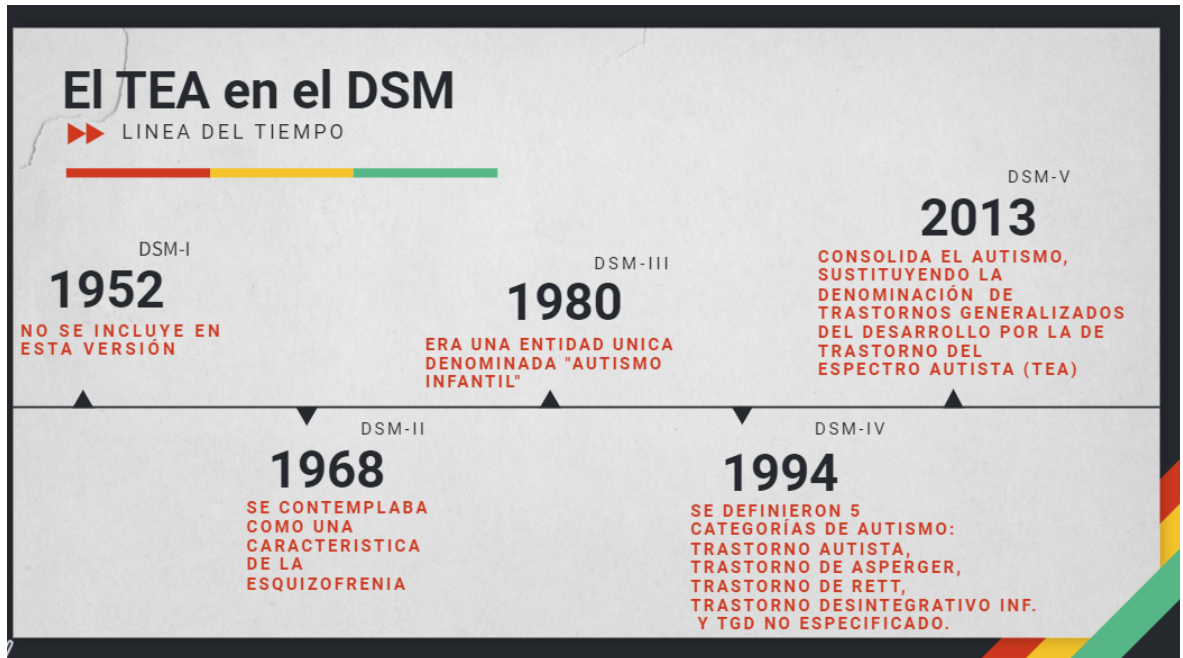 El TEA en el DSM
LINEA DEL TIEMPO
DSM-I
1952
NO SE INCLUYE EN
ESTA VERSIÓN
DSM-II
1968
SE CONTEMPLABA
COMO UNA
CARACTERISTICA
DE LA
ESQUIZOFRENIA
DSM-III
1980
ERA UNA ENTIDAD UNICA
DENOMINADA "AUTISMO
INFANTIL"
DSM-IV
1994
SE DEFINIERON 5
CATEGORÍAS DE AUTISMO:
TRASTORNO AUTISTA,
TRASTORNO DE ASPERGER,
TRASTORNO DE RETT,
TRASTORNO DESINTEGRATIVO INF.
Y TGD NO ESPECIFICADO.
DSM-V
2013
CONSOLIDA EL AUTISMO,
SUSTITUYENDO LA
DENOMINACIÓN DE
TRASTORNOS GENERALIZADOS
DEL DESARROLLO POR LA DE
TRASTORNO DEL
ESPECTRO AUTISTA (TEA)